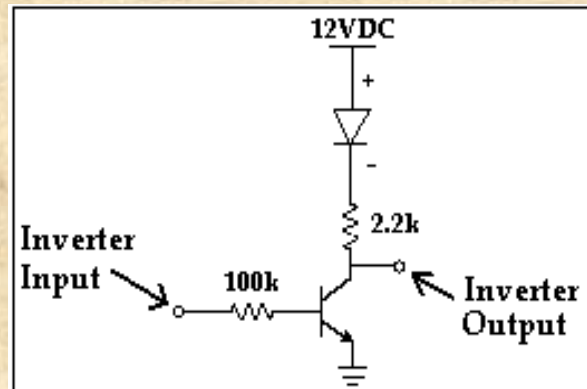 12VDC
+
-
2.2k
Inverter
Input
100k
Inverter
Output